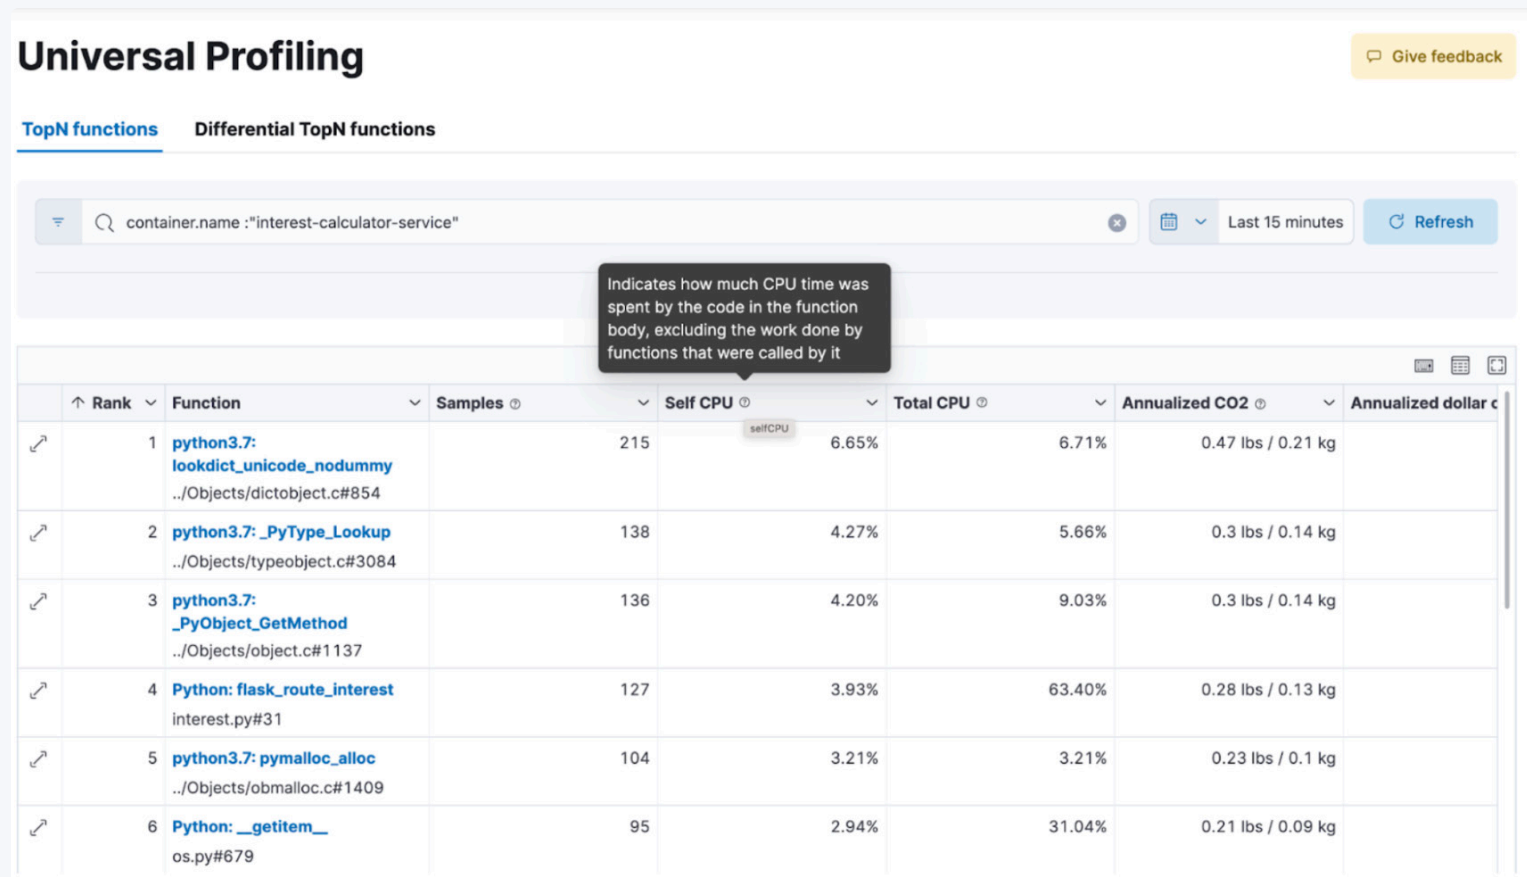 Universal Profiling
Give feedback
TopN functions
Differential TopN functions
container.name :"interest-calculator-service"
Last 15 minutes
Refresh
Indicates how much CPU time was
spent by the code in the function
body, excluding the work done by
functions that were called by it
Rank Function Samples Self CPU Total CPU Annualized CO2 Annualized dollar c
selfCPU
1 python3.7: 215 6.65% 6.71% 0.47 lbs / 0.21 kg
lookdict_unicode_nodummy
../Objects/dictobject.c#854
2 python3.7: _PyType_Lookup 138 4.27% 5.66% 0.3 lbs / 0.14 kg
../Objects/typeobject.c#3084
3 python3.7: 136 4.20% 9.03% 0.3 lbs / 0.14 kg
_PyObject_GetMethod
../Objects/object.c#1137
4 Python: flask_route_interest 127 3.93% 63.40% 0.28 lbs / 0.13 kg
interest.py#31
5 python3.7: pymalloc_alloc 104 3.21% 3.21% 0.23 lbs / 0.1 kg
../Objects/obmalloc.c#1409
6 Python: __getitem__ 95 2.94% 31.04% 0.21 lbs / 0.09 kg
os.py#679